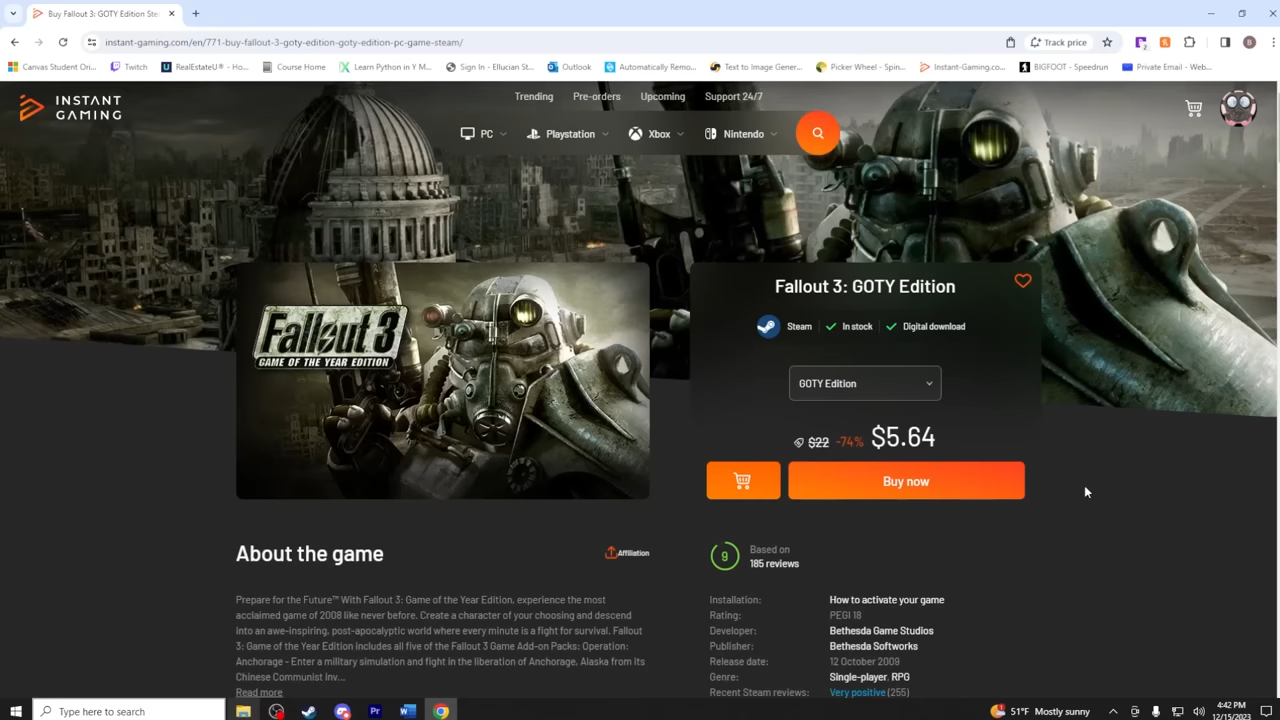 Buy Fallout 3: GOTY Edition Ste
instant-gaming.com/en/771-buy-fallout-3-goty-edition-goty-edition-pc-game-steam/
Track price
B
Canvas Student On...
Twitch
RealEstateU® - Ho...
Course Home
Learn Python in Y M...
Sign In - Ellucian St...
Outlook
Automatically Remo...
Text to Image Gener...
Picker Wheel - Spin...
Instant-Gaming.co...
BIGFOOT - Speedrun
Private Email - Web...
INSTANT
GAMING
Trending
Pre-orders
Upcoming
Support 24/7
PC
Playstation
Xbox
Nintendo
Fallout 3
GAME OF THE YEAR EDITION
Fallout 3: GOTY Edition
Steam
In stock
Digital download
GOTY Edition
$22 -74% $5.64
Buy now
About the game
Affiliation
Prepare for the Future™ With Fallout 3: Game of the Year Edition, experience the most
acclaimed game of 2008 like never before. Create a character of your choosing and descend
into an awe-inspiring, post-apocalyptic world where every minute is a fight for survival. Fallout
3: Game of the Year Edition includes all five of the Fallout 3 Game Add-on Packs: Operation:
Anchorage - Enter a military simulation and fight in the liberation of Anchorage, Alaska from its
Chinese Communist inv...
Read more
9
Based on
185 reviews
Installation: How to activate your game
Rating: PEGI 18
Developer: Bethesda Game Studios
Publisher: Bethesda Softworks
Release date: 12 October 2009
Genre: Single-player, RPG
Recent Steam reviews: Very positive (255)
Type here to search
Pr
51°F Mostly sunny
4:42 PM
12/15/2023